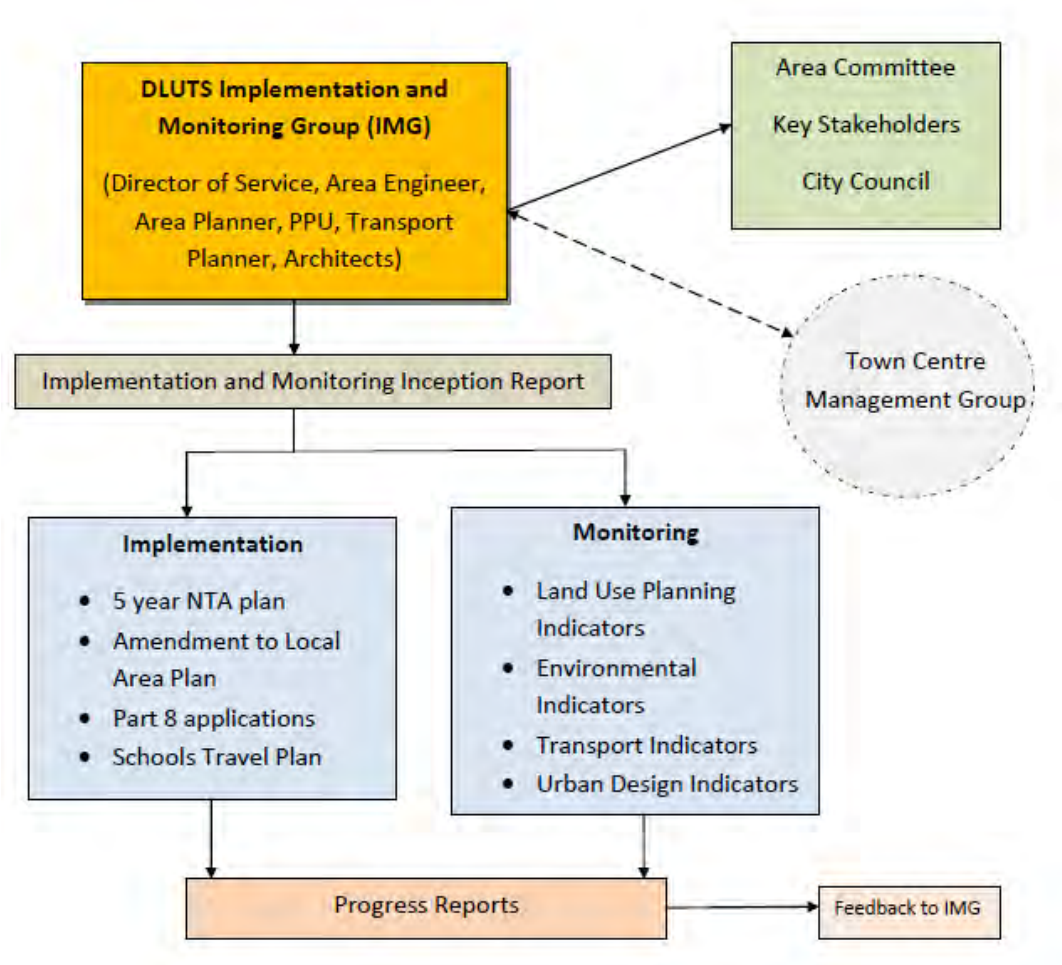 DLUTS Implementation and
Monitoring Group (IMG)
(Director of Service, Area Engineer,
Area Planner, PPU, Transport
Planner, Architects)
Area Committee
Key Stakeholders
City Council
Town Centre
Management Group
Implementation and Monitoring Inception Report
Implementation
• 5 year NTA plan
• Amendment to Local
Area Plan
• Part 8 applications
• Schools Travel Plan
Monitoring
• Land Use Planning
Indicators
• Environmental
Indicators
• Transport Indicators
• Urban Design Indicators
Progress Reports
Feedback to IMG